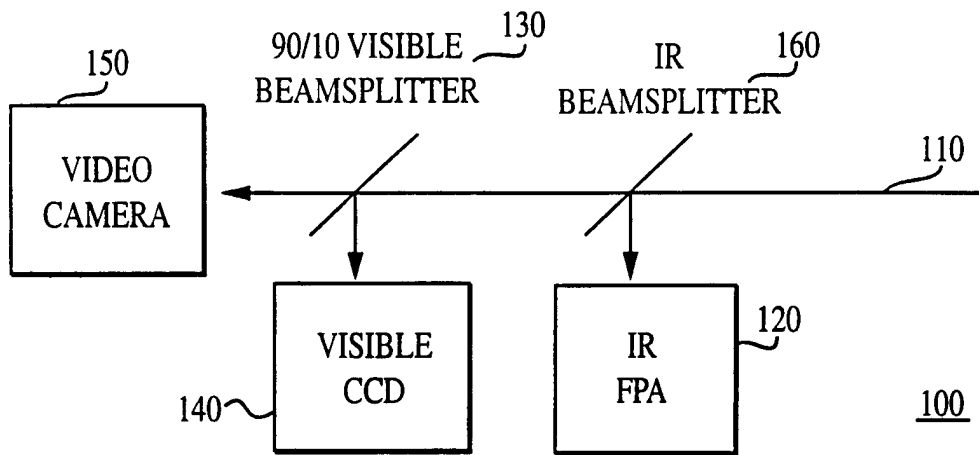 90/10 VISIBLE
BEAMSPLITTER
130
IR
BEAMSPLITTER
160
150
VIDEO
CAMERA
110
VISIBLE
CCD
140
IR
FPA
120
100